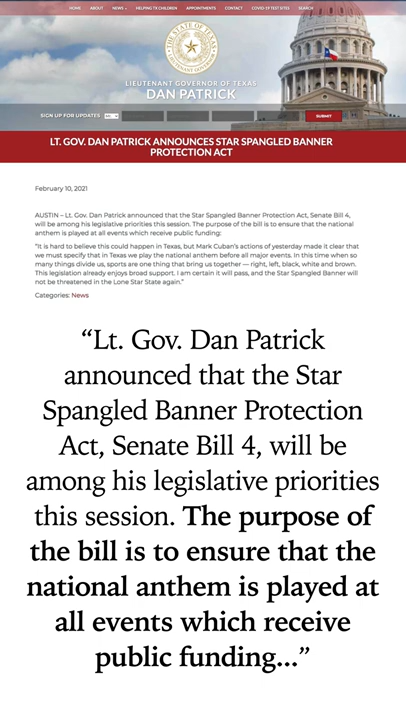 HOME ABOUT NEWS HELPING TX CHILDREN APPOINTMENTS CONTACT COVID-19 TEST SITES SEARCH
THE STATE OF TEXAS
LIEUTENANT GOVERNOR
LIEUTENANT GOVERNOR OF TEXAS
DAN PATRICK
SIGN UP FOR UPDATES SUBMIT
LT. GOV. DAN PATRICK ANNOUNCES STAR SPANGLED BANNER
PROTECTION ACT
February 10, 2021
AUSTIN – Lt. Gov. Dan Patrick announced that the Star Spangled Banner Protection Act, Senate Bill 4,
will be among his legislative priorities this session. The purpose of the bill is to ensure that the national
anthem is played at all events which receive public funding:
“It is hard to believe this could happen in Texas, but Mark Cuban’s actions of yesterday made it clear that
we must specify that in Texas we play the national anthem before all major events. In this time when so
many things divide us, sports are one thing that bring us together — right, left, black, white and brown.
This legislation already enjoys broad support. I am certain it will pass, and the Star Spangled Banner will
not be threatened in the Lone Star State again.”
Categories: News
“Lt. Gov. Dan Patrick
announced that the Star
Spangled Banner Protection
Act, Senate Bill 4, will be
among his legislative priorities
this session. The purpose of
the bill is to ensure that the
national anthem is played at
all events which receive
public funding...”